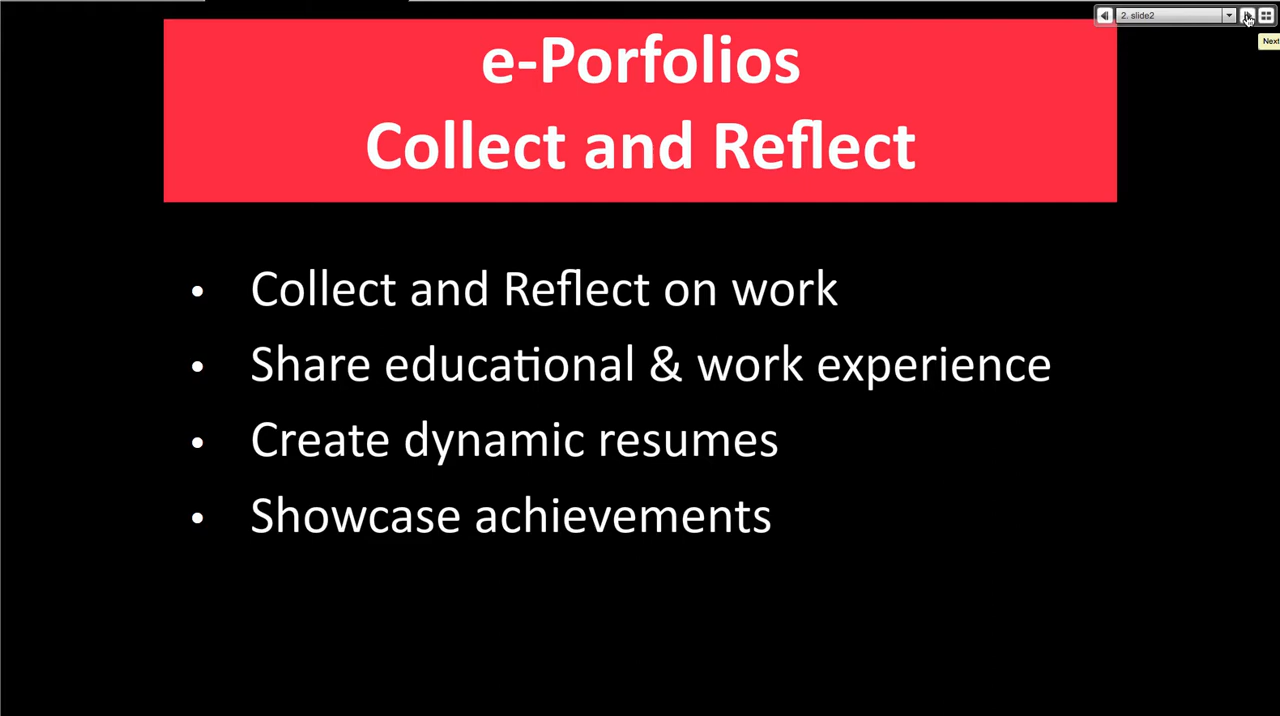 2. slide2
Next
e-Porfolios
Collect and Reflect
• Collect and Reflect on work
• Share educational & work experience
• Create dynamic resumes
• Showcase achievements